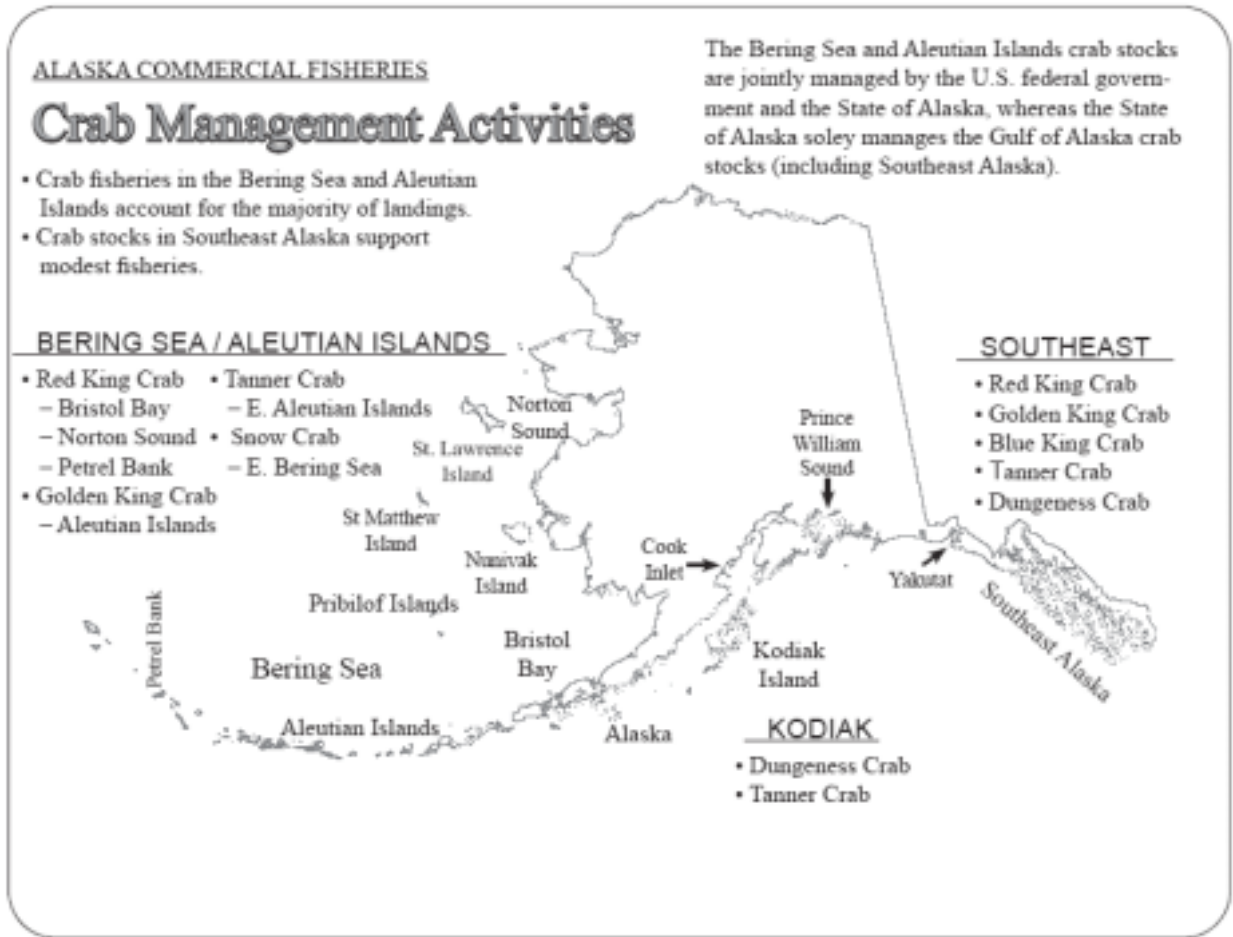 ALASKA COMMERCIAL FISHERIES
Crab Management Activities
• Crab fisheries in the Bering Sea and Aleutian
Islands account for the majority of landings.
• Crab stocks in Southeast Alaska support
modest fisheries.
The Bering Sea and Aleutian Islands crab stocks
are jointly managed by the U.S. federal govern-
ment and the State of Alaska, whereas the State
of Alaska soley manages the Gulf of Alaska crab
stocks (including Southeast Alaska).
BERING SEA / ALEUTIAN ISLANDS
• Red King Crab
– Bristol Bay
– Norton Sound
– Petrel Bank
• Golden King Crab
– Aleutian Islands
• Tanner Crab
– E. Aleutian Islands
• Snow Crab
– E. Bering Sea
SOUTHEAST
• Red King Crab
• Golden King Crab
• Blue King Crab
• Tanner Crab
• Dungeness Crab
Norton
Sound
St. Lawrence
Island
St Matthew
Island
Nunivak
Island
Pribilof Islands
Petrel Bank
Bering Sea
Bristol
Bay
Aleutian Islands
Alaska
Cook
Inlet
Prince
William
Sound
Yakutat
Southeast Alaska
Kodiak
Island
KODIAK
• Dungeness Crab
• Tanner Crab